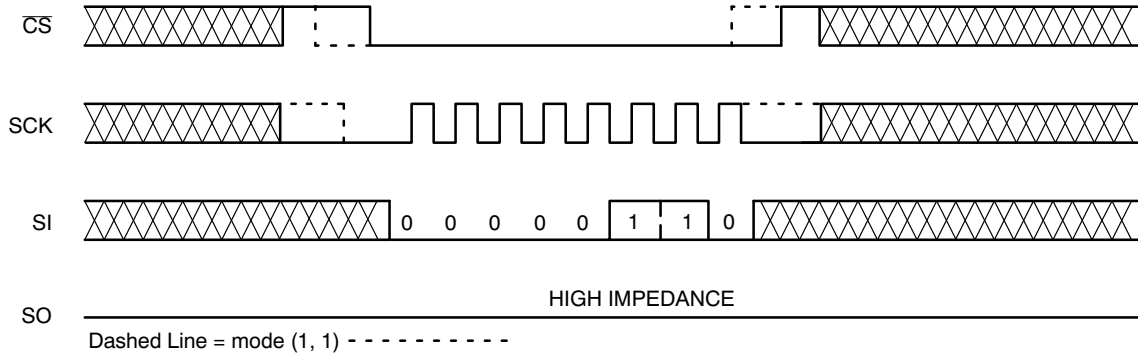 CS
SCK
SI
0 0 0 0 0 1 1 0
SO
HIGH IMPEDANCE
Dashed Line = mode (1, 1)